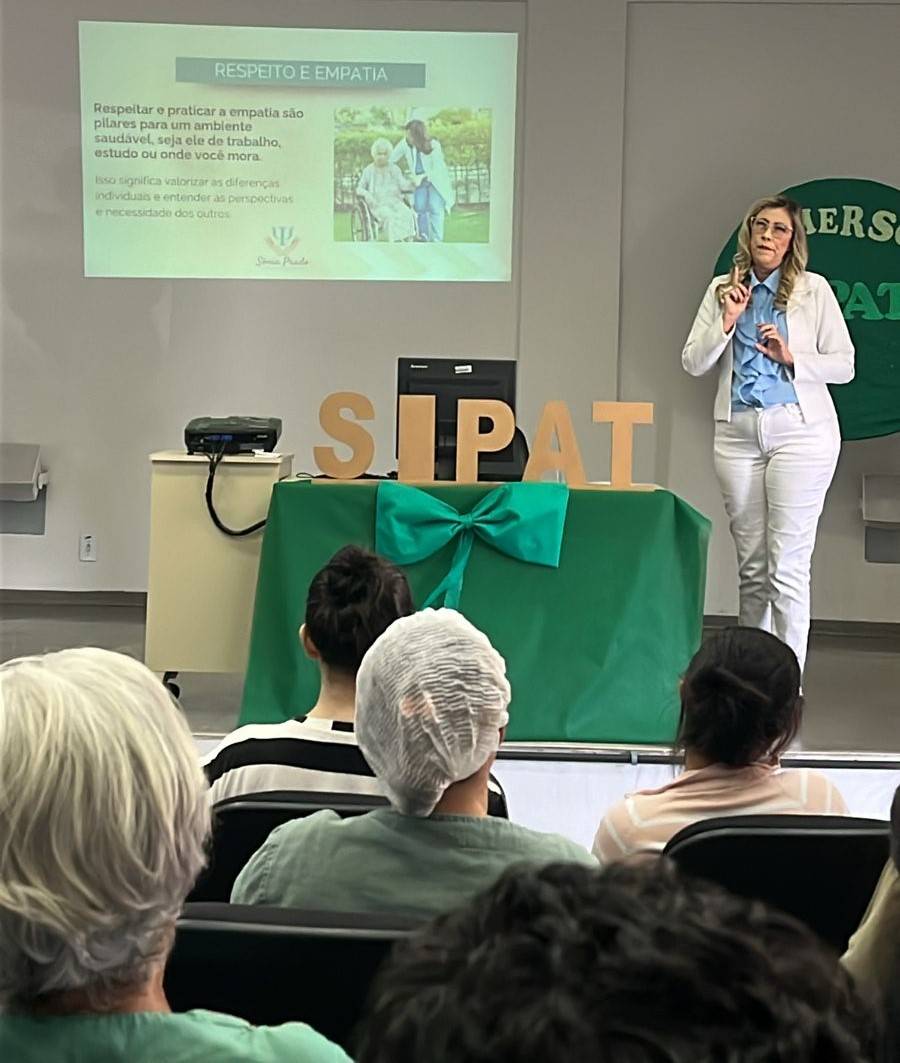 RESPEITO E EMPATIA
Respeitar e praticar a empatia são
pilares para um ambiente
saudável, seja ele de trabalho,
estudo ou onde você mora.
Isso significa valorizar as diferenças
individuais e entender as perspectivas
e necessidade dos outros.
Sônia Prado
SIPAT